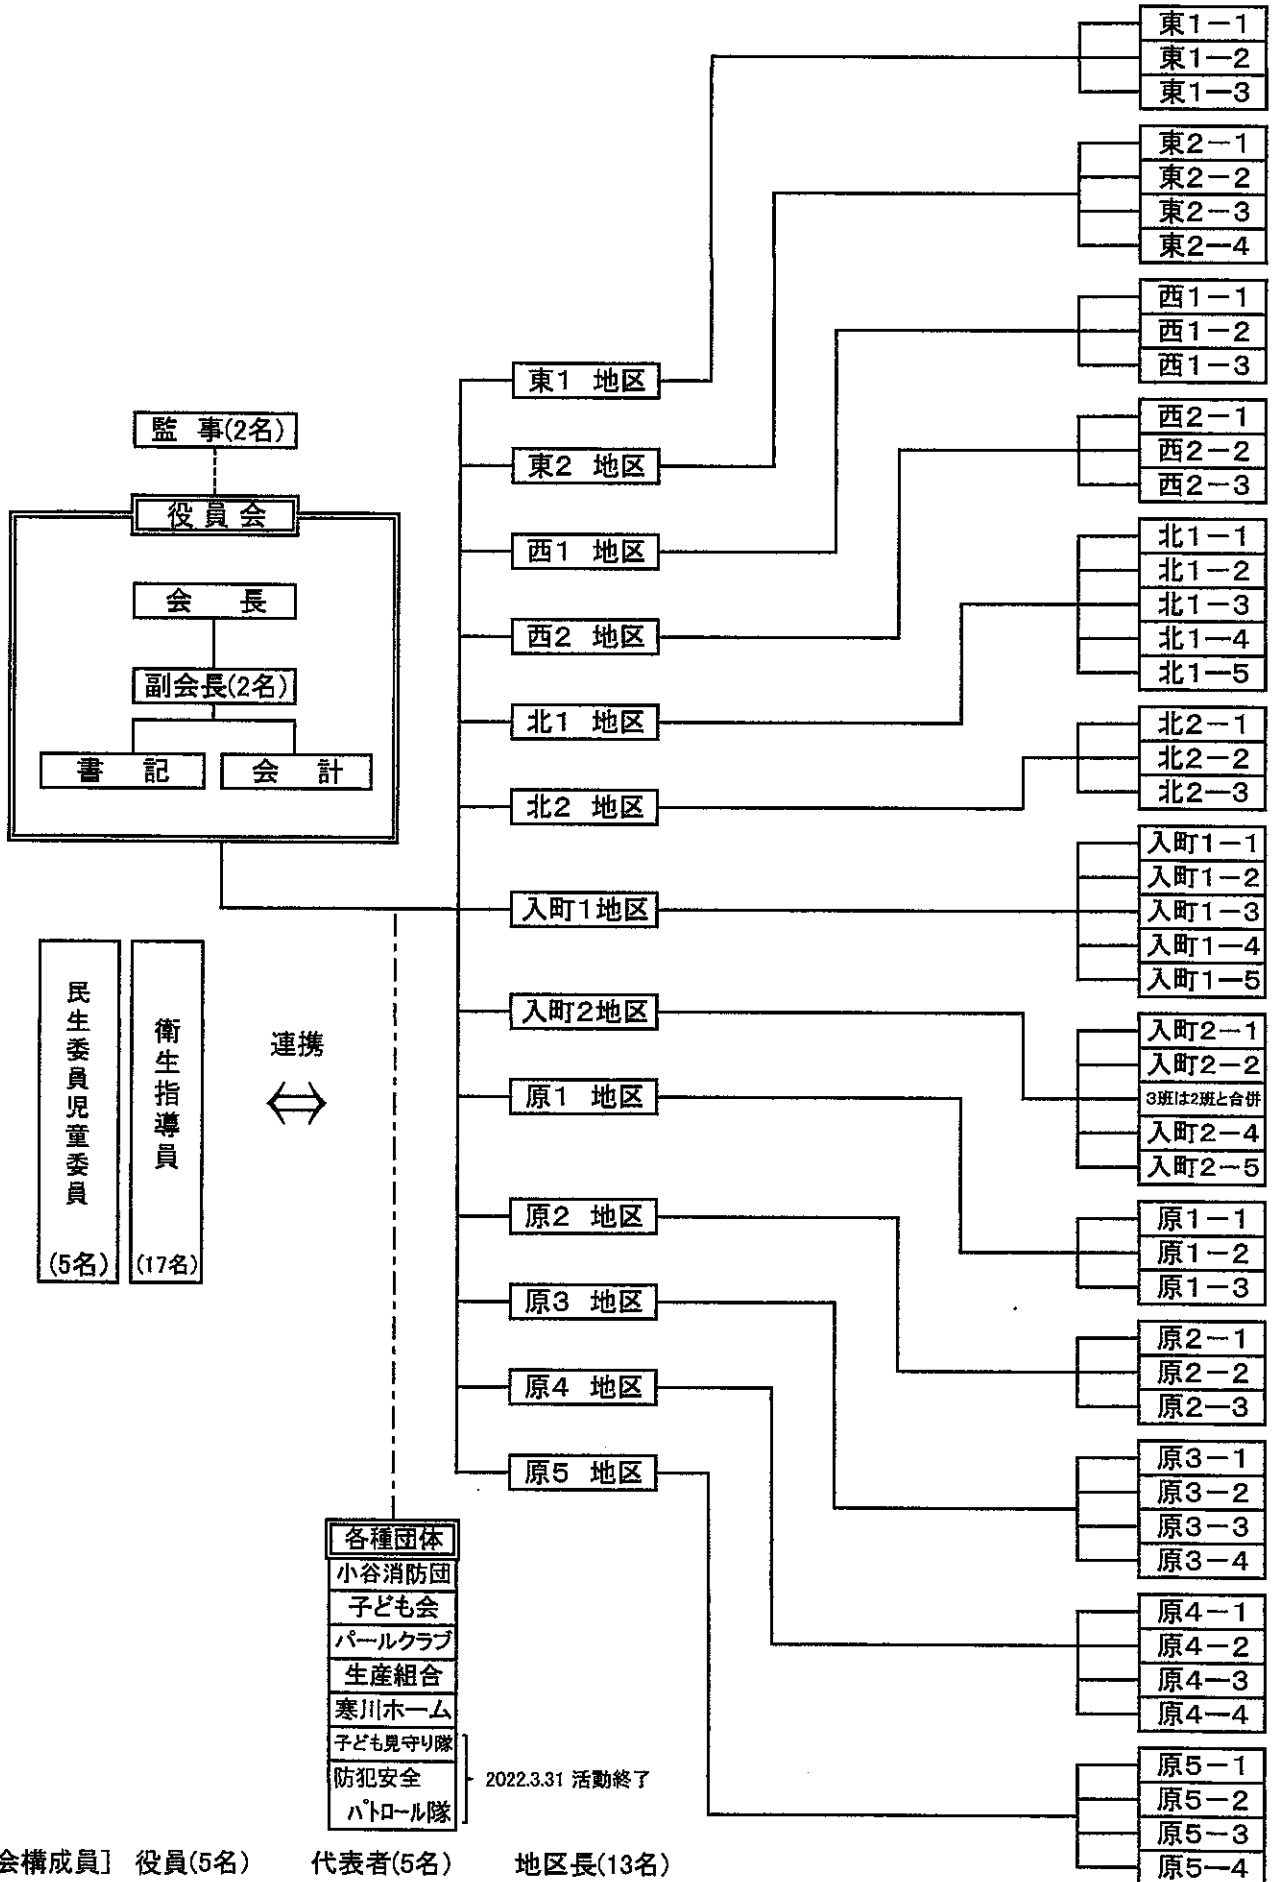 監 事(2名)
役員会
会 長
副会長(2名)
書 記
会 計
民生委員児童委員
(5名)
衛生指導員
(17名)
連携
各種団体
小谷消防団
子ども会
パールクラブ
生産組合
寒川ホーム
子ども見守り隊
防犯安全
パトロール隊
2022.3.31 活動終了
東1 地区
東2 地区
西1 地区
西2 地区
北1 地区
北2 地区
入町1地区
入町2地区
原1 地区
原2 地区
原3 地区
原4 地区
原5 地区
東1-1
東1-2
東1-3
東2-1
東2-2
東2-3
東2-4
西1-1
西1-2
西1-3
西2-1
西2-2
西2-3
北1-1
北1-2
北1-3
北1-4
北1-5
北2-1
北2-2
北2-3
入町1-1
入町1-2
入町1-3
入町1-4
入町1-5
入町2-1
入町2-2
3班は2班と合併
入町2-4
入町2-5
原1-1
原1-2
原1-3
原2-1
原2-2
原2-3
原3-1
原3-2
原3-3
原3-4
原4-1
原4-2
原4-3
原4-4
原5-1
原5-2
原5-3
原5-4
会構成員] 役員(5名) 代表者(5名) 地区長(13名)